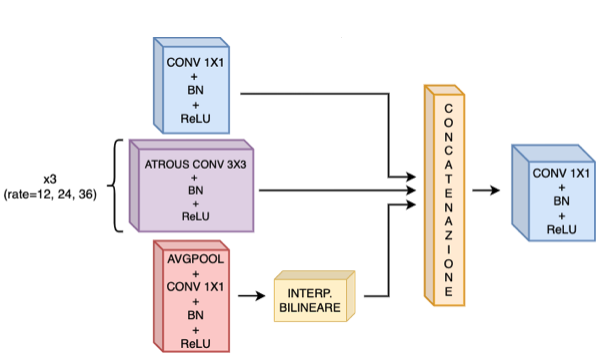 CONV 1X1
+
BN
+
ReLU
x3
(rate=12, 24, 36)
ATROUS CONV 3X3
+
BN
+
ReLU
AVGPOOL
+
CONV 1X1
+
BN
+
ReLU
INTERP.
BILINEARE
CONCATENAZIONE
CONV 1X1
+
BN
+
ReLU